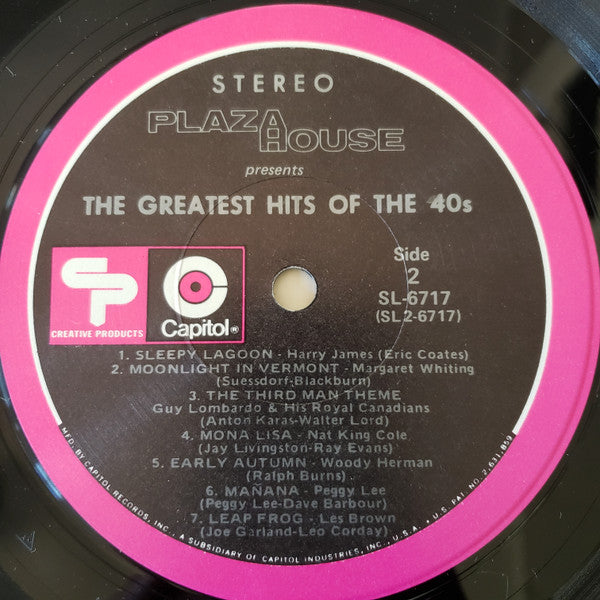 STEREO
PLAZA HOUSE
presents
THE GREATEST HITS OF THE 40s
Side
2
SL-6717
(SL2-6717)
CP
CREATIVE PRODUCTS
C
Capitol®
1. SLEEPY LAGOON - Harry James (Eric Coates)
2. MOONLIGHT IN VERMONT - Margaret Whiting
(Suessdorf-Blackburn)
3. THE THIRD MAN THEME
Guy Lombardo & His Royal Canadians
(Anton Karas-Walter Lord)
4. MONA LISA - Nat King Cole
(Jay Livingston-Ray Evans)
5. EARLY AUTUMN - Woody Herman
(Ralph Burns)
6. MAÑANA - Peggy Lee
(Peggy Lee-Dave Barbour)
7. LEAP FROG - Les Brown
(Joe Garland-Leo Corday)
MFD. BY CAPITOL RECORDS, INC. A SUBSIDIARY OF CAPITOL INDUSTRIES, INC., U.S.A. U.S. PAT. NO. 2,631,859